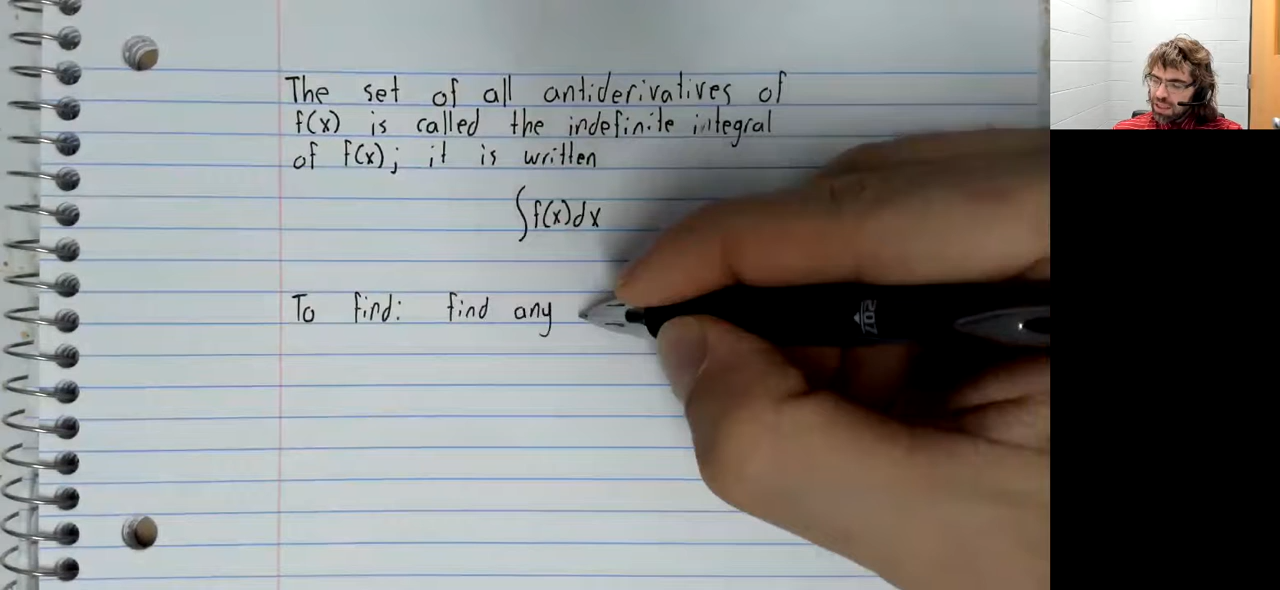 The set of all antiderivatives of
f(x) is called the indefinite integral
of f(x); it is written
∫f(x)dx
To find: find any
207